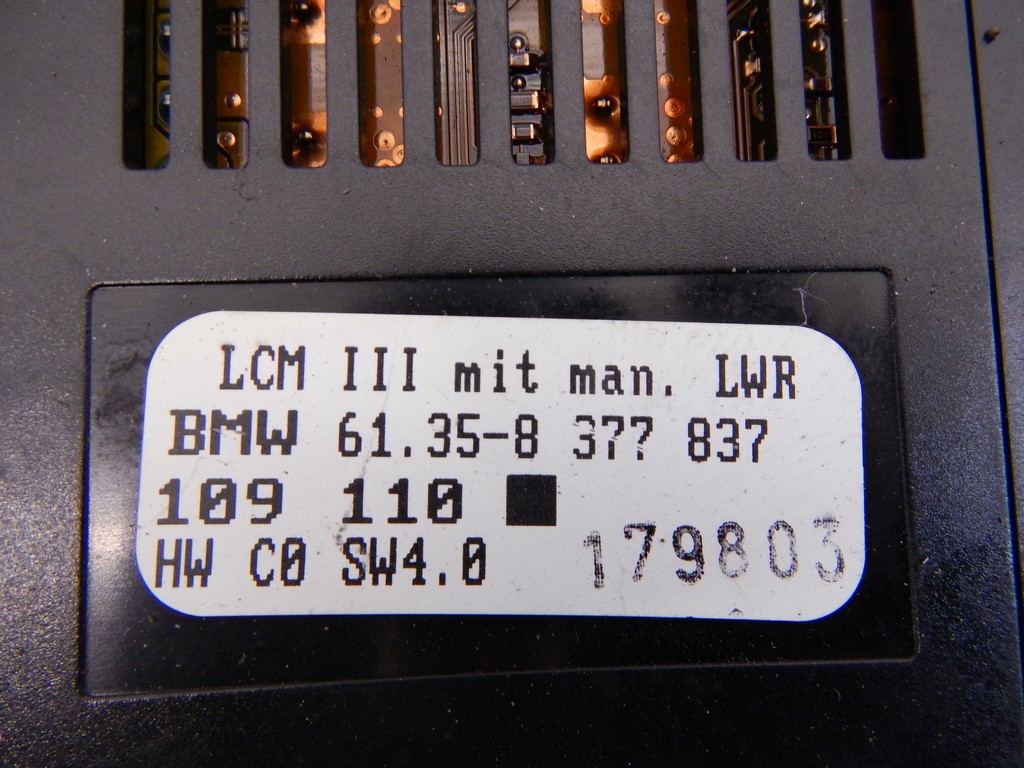 LCM III mit man. LWR
BMW 61.35-8 377 837
109 110
HW C0 SW4.0 179803